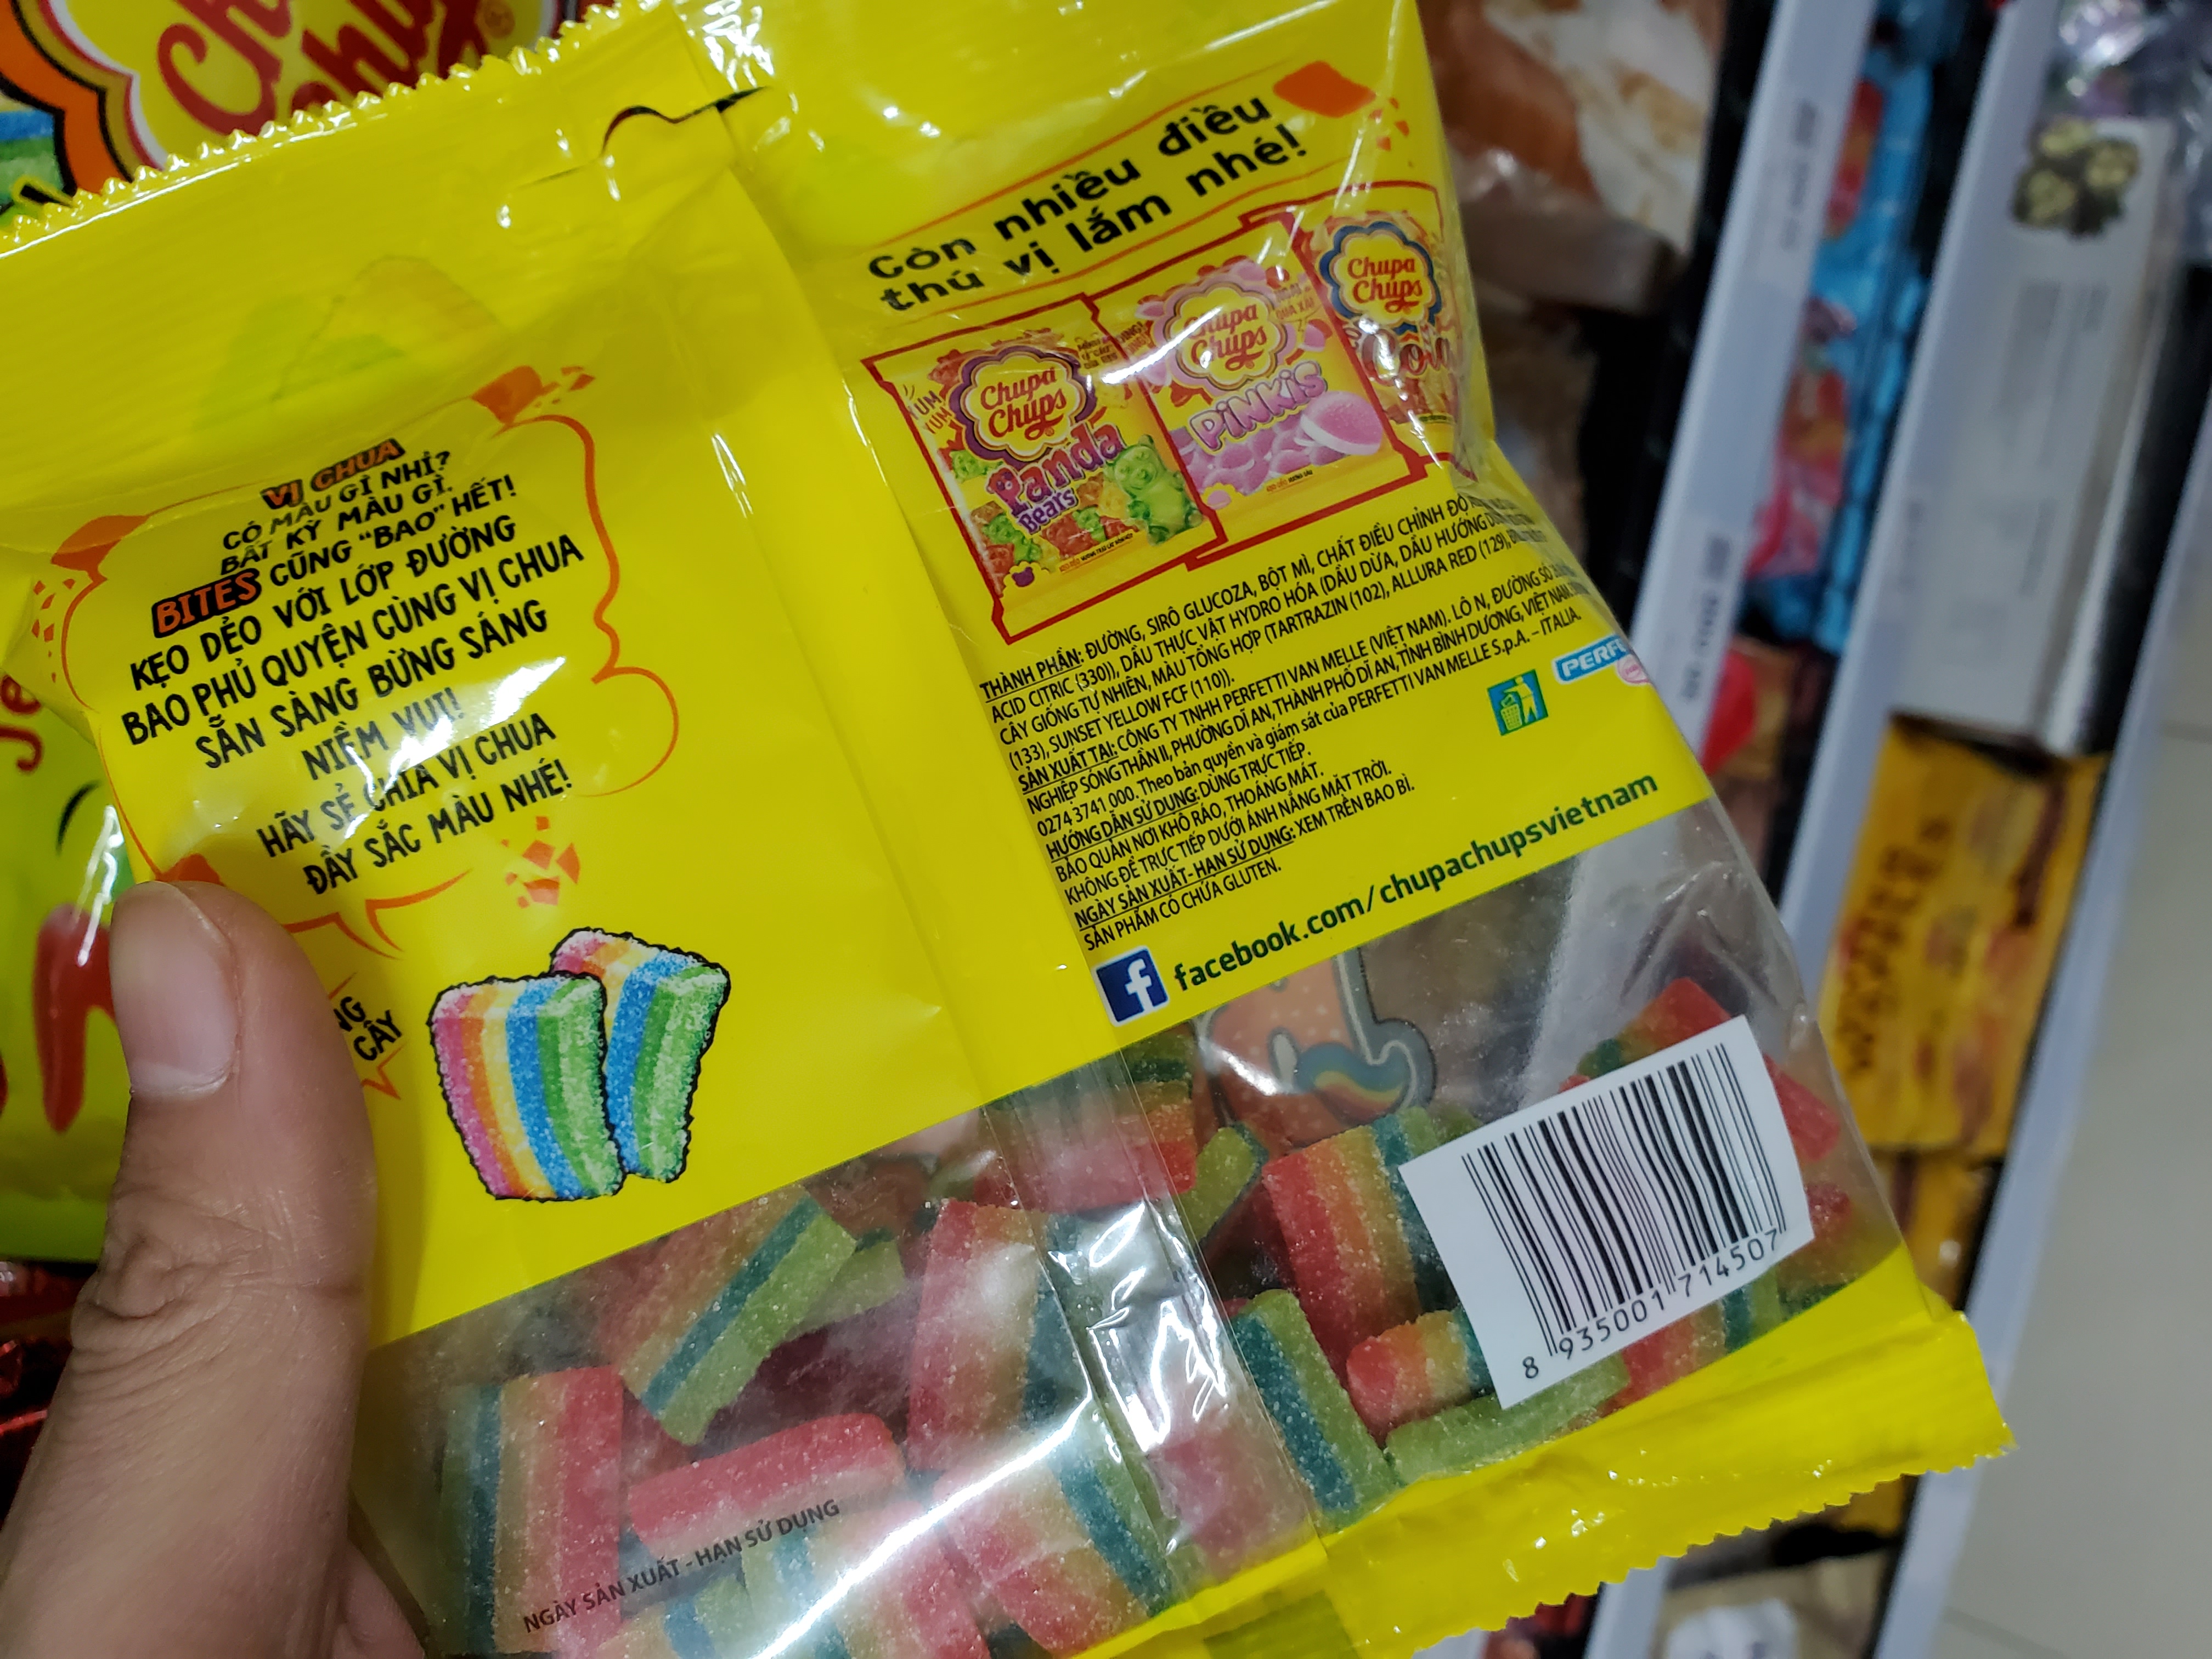 Je
VỊ CHUA
CÓ MÀU GÌ NHỈ?
BẤT KỲ MÀU GÌ,
BITES CŨNG "BAO" HẾT!
KẸO DẺO VỚI LỚP ĐƯỜNG
BAO PHỦ QUYỆN CÙNG VỊ CHUA
SẴN SÀNG BỪNG SÁNG
NIỀM VUI!
HÃY SẺ CHIA VỊ CHUA
ĐẦY SẮC MÀU NHÉ!
CÂY
NGÀY SẢN XUẤT - HẠN SỬ DỤNG
Còn nhiều điều
thú vị lắm nhé!
YUM
YUM
Chupa
Chups
Panda
Bears
Chupa
Chups
PINKIS
Chupa
Chups
THÀNH PHẦN: ĐƯỜNG, SIRÔ GLUCOZA, BỘT MÌ, CHẤT ĐIỀU CHỈNH ĐỘ
ACID CITRIC (330)), DẦU THỰC VẬT HYDRO HÓA (DẦU DỪA, DẦU HƯỚNG
CÂY GIỐNG TỰ NHIÊN, MÀU TỔNG HỢP (TARTRAZIN (102), ALLURA RED (129),
(133), SUNSET YELLOW FCF (110)).
SẢN XUẤT TẠI: CÔNG TY TNHH PERFETTI VAN MELLE (VIỆT NAM). LÔ N, ĐƯỜNG SỐ
NGHIỆP SÓNG THẦN II, PHƯỜNG DĨ AN, THÀNH PHỐ DĨ AN, TỈNH BÌNH DƯƠNG, VIỆT NAM.
0274 3741 000. Theo bản quyền và giám sát của PERFETTI VAN MELLE S.p.A. - ITALIA.
HƯỚNG DẪN SỬ DỤNG: DÙNG TRỰC TIẾP.
BẢO QUẢN NƠI KHÔ RÁO, THOÁNG MÁT.
KHÔNG ĐỂ TRỰC TIẾP DƯỚI ÁNH NẮNG MẶT TRỜI.
NGÀY SẢN XUẤT - HẠN SỬ DỤNG: XEM TRÊN BAO BÌ.
SẢN PHẨM CÓ CHỨA GLUTEN.
facebook.com/chupachupsvietnam
PERF
8 935001 714507